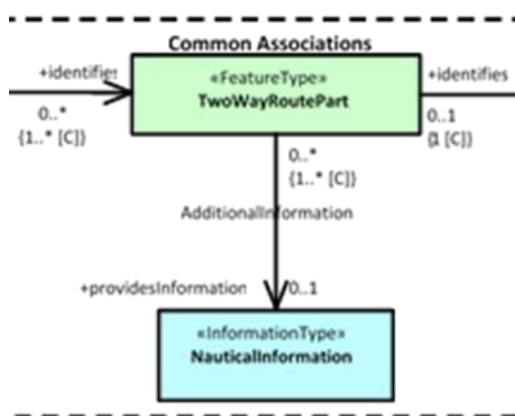 Common Associations
+identifies
«FeatureType»
TwoWayRoutePart
+identifies
0..*
{1..* [C]}
0..1
{1 [C]}
0..*
{1..* [C]}
AdditionalInformation
+providesInformation
0..1
«InformationType»
NauticalInformation